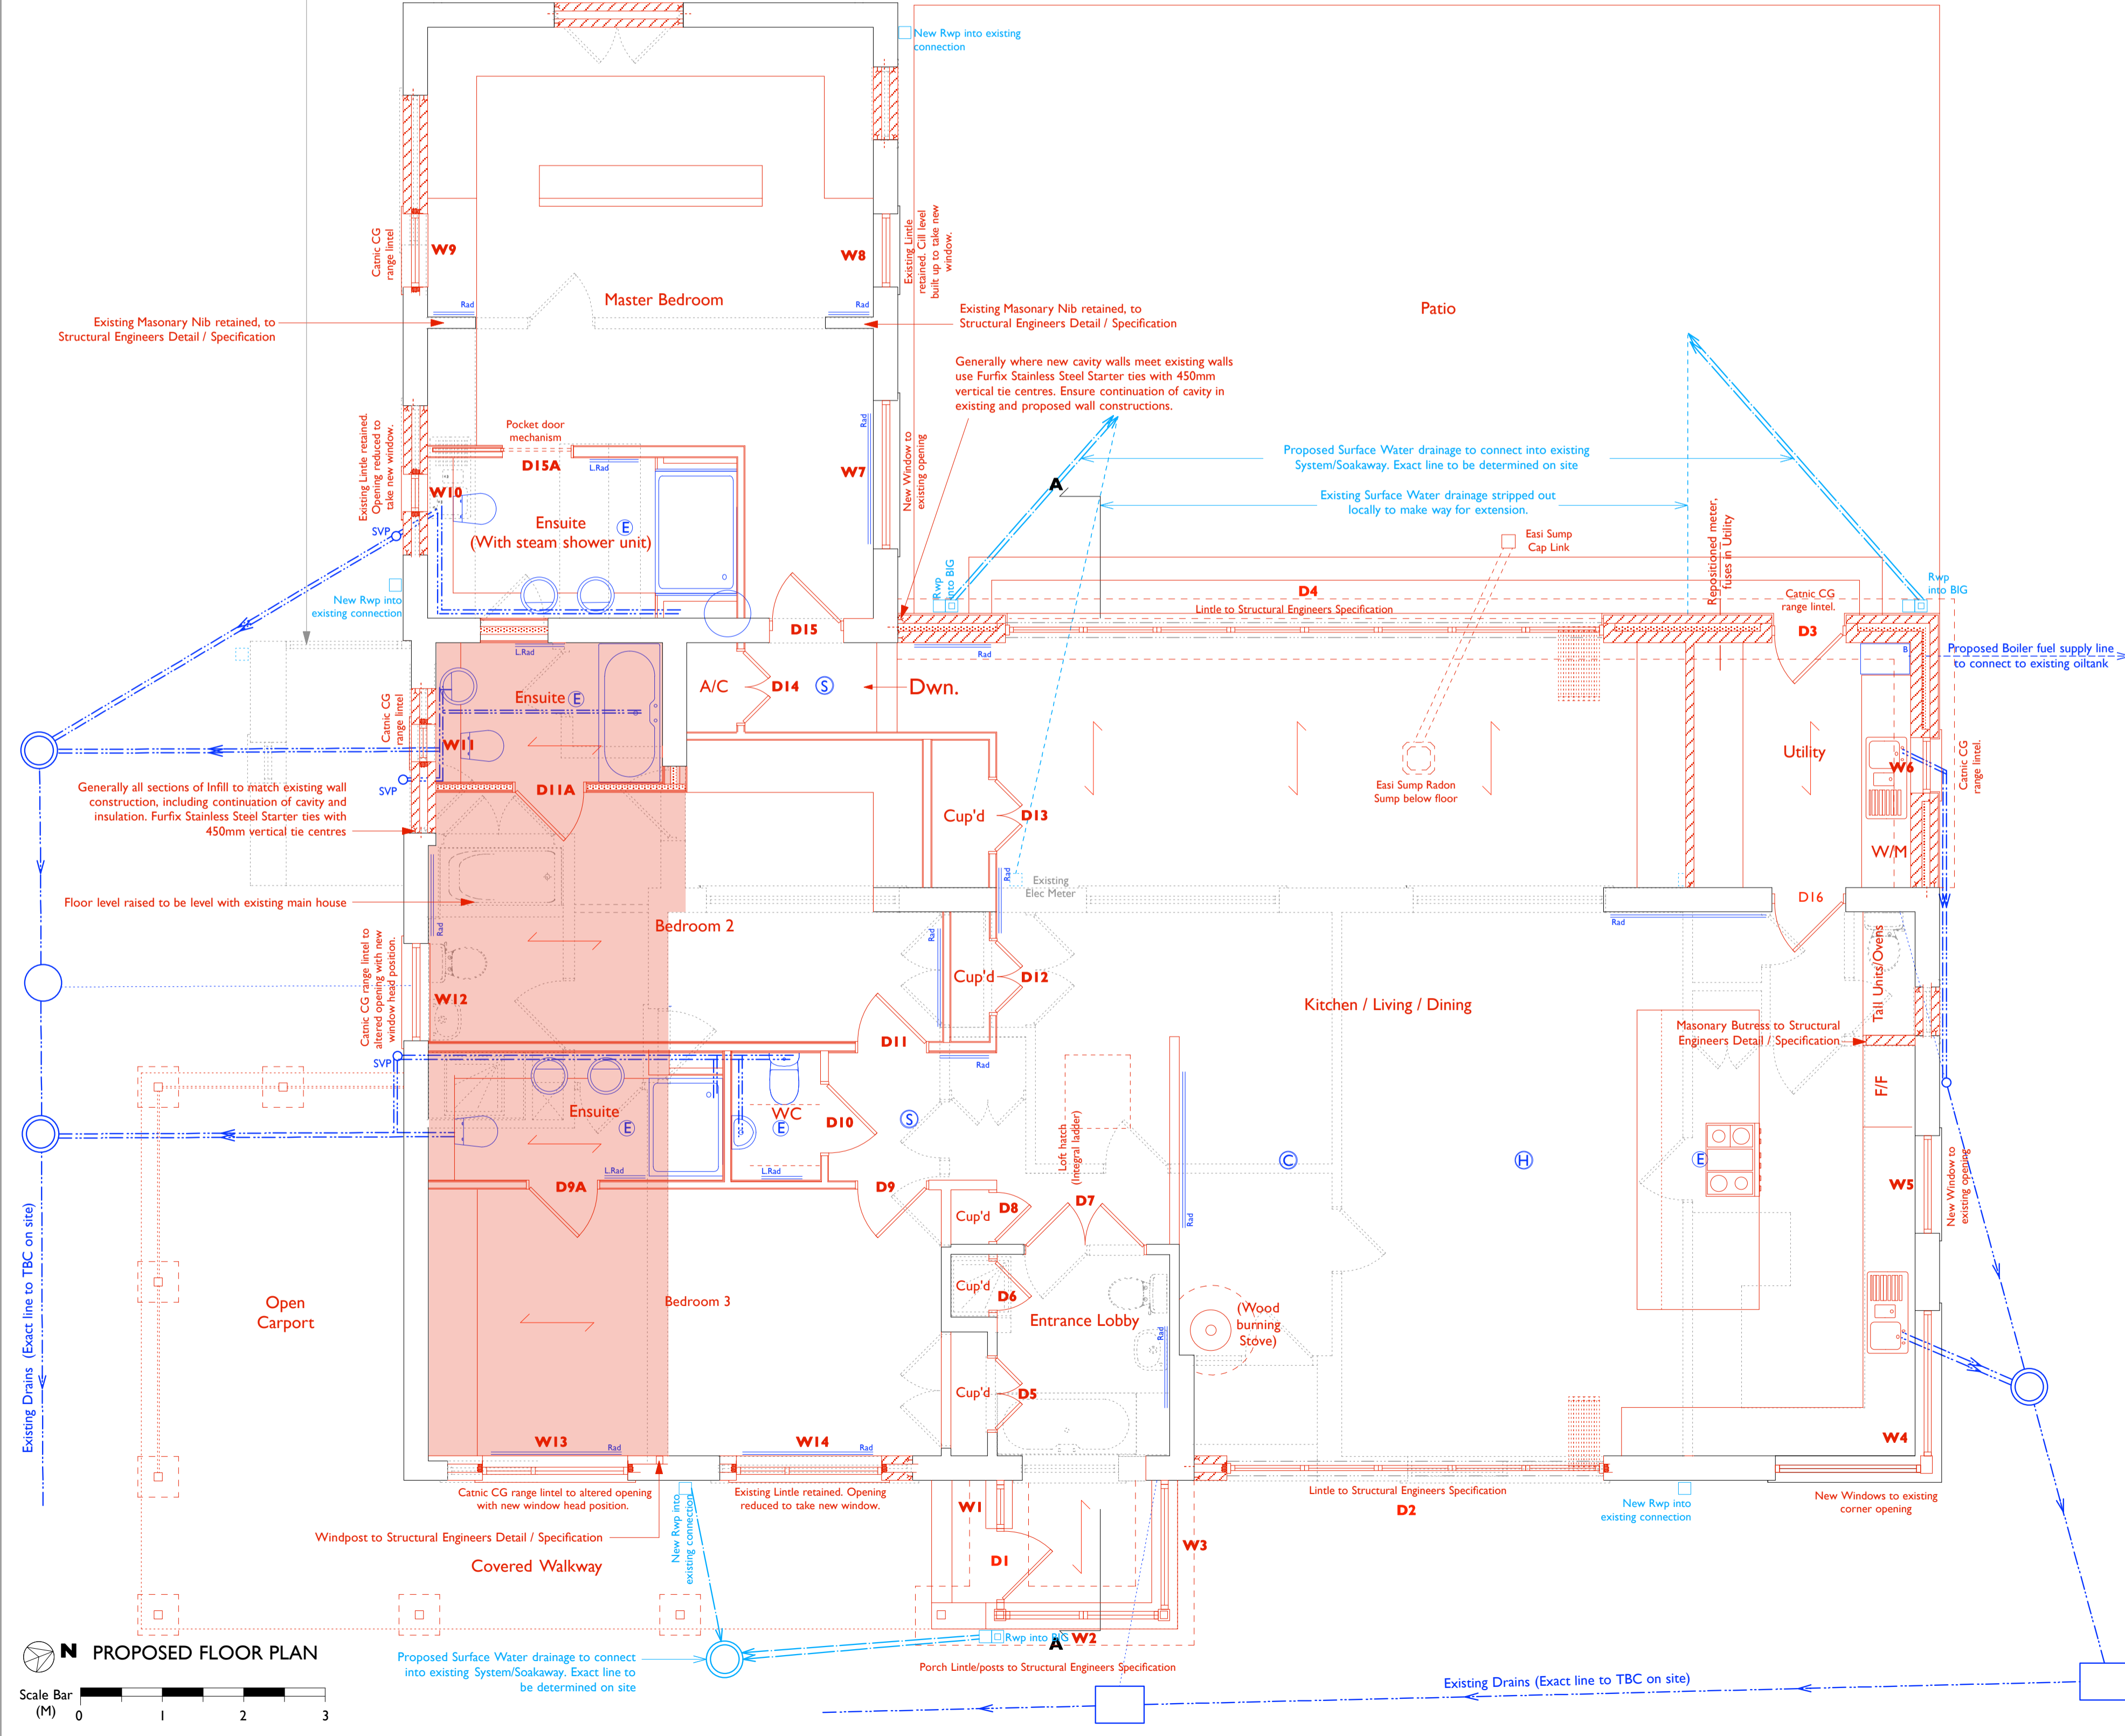 New Rwp into existing
connection
Catnic CG
range lintel
W9
W8
Existing Lintle
retained. Cill level
built up to take new
window.
Master Bedroom
Rad
Rad
Patio
Existing Masonary Nib retained, to
Structural Engineers Detail / Specification
Existing Masonary Nib retained, to
Structural Engineers Detail / Specification
Generally where new cavity walls meet existing walls
use Furfix Stainless Steel Starter ties with 450mm
vertical tie centres. Ensure continuation of cavity in
existing and proposed wall constructions.
Existing Lintle retained.
Opening reduced to
take new window.
Pocket door
mechanism
D15A
L.Rad
W10
Rad
W7
New Window to
existing opening
Proposed Surface Water drainage to connect into existing
System/Soakaway. Exact line to be determined on site
A
Existing Surface Water drainage stripped out
locally to make way for extension.
Ensuite
(With steam shower unit)
E
SVP
Repositioned meter,
fuses in Utility
Easi Sump
Cap Link
New Rwp into
existing connection
Rwp
into BIG
D4
Lintle to Structural Engineers Specification
Catnic CG
range lintel.
Rwp
into BIG
D15
D3
L.Rad
Rad
B
Proposed Boiler fuel supply line
to connect to existing oiltank
Ensuite
E
A/C
D14
S
Dwn.
Catnic CG
range lintel
W11
Utility
W6
Catnic CG
range lintel.
SVP
D11A
Easi Sump Radon
Sump below floor
Generally all sections of Infill to match existing wall
construction, including continuation of cavity and
insulation. Furfix Stainless Steel Starter ties with
450mm vertical tie centres
Cup'd
D13
W/M
Rad
Existing
Elec Meter
D16
Floor level raised to be level with existing main house
Rad
Bedroom 2
Rad
Rad
Catnic CG range lintel to
altered opening with new
window head position.
W12
Cup'd
D12
Kitchen / Living / Dining
Tall Units/Ovens
Masonary Butress to Structural
Engineers Detail / Specification
D11
SVP
Rad
F/F
Ensuite
E
WC
E
D10
S
Loft hatch
(Integral ladder)
C
H
E
L.Rad
L.Rad
D9A
D9
W5
New Window to
existing opening
Cup'd
D8
D7
Rad
Existing Drains (Exact line to TBC on site)
Open
Carport
Bedroom 3
Cup'd
D6
Entrance Lobby
Rad
(Wood
burning
Stove)
Cup'd
D5
W13
Rad
W14
Rad
W4
Catnic CG range lintel to altered opening
with new window head position.
Existing Lintle retained. Opening
reduced to take new window.
Lintle to Structural Engineers Specification
D2
New Rwp into
existing connection
New Windows to existing
corner opening
Windpost to Structural Engineers Detail / Specification
New Rwp into
existing connection
W1
D1
W3
Covered Walkway
Rwp into BIG
W2
A
N
PROPOSED FLOOR PLAN
Proposed Surface Water drainage to connect
into existing System/Soakaway. Exact line to
be determined on site
Porch Lintle/posts to Structural Engineers Specification
Existing Drains (Exact line to TBC on site)
Scale Bar
(M)
0 1 2 3